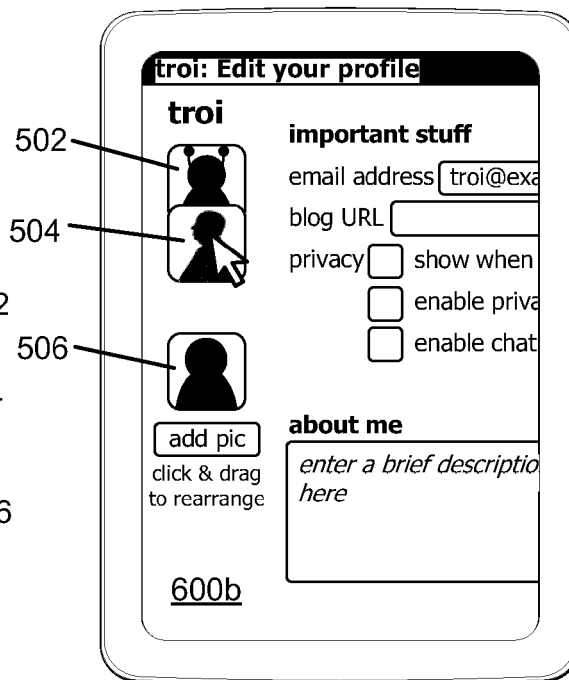 troi: Edit your profile
troi
502
504
2
506
6
important stuff
email address troi@exa
blog URL
privacy show when
enable priva
enable chat
add pic
click & drag
to rearrange
about me
enter a brief descriptio
here
600b